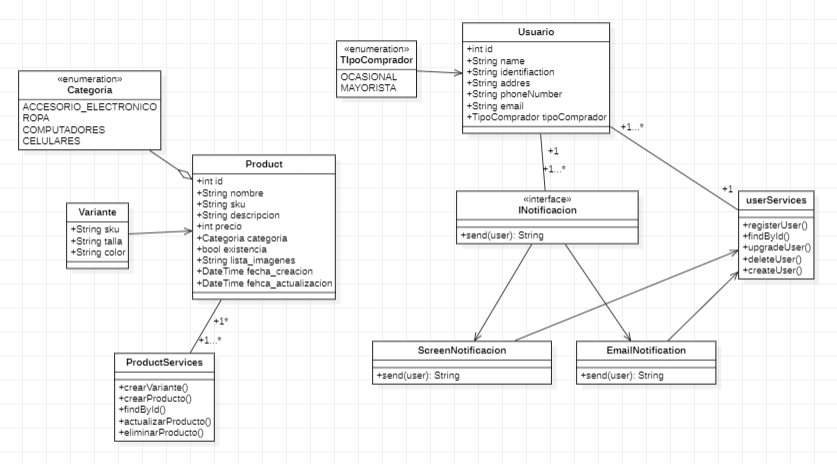 «enumeration»
Categoria
ACCESORIO_ELECTRONICO
ROPA
COMPUTADORES
CELULARES
Variante
+String sku
+String talla
+String color
Product
+int id
+String nombre
+String sku
+String descripcion
+int precio
+Categoria categoria
+bool existencia
+String lista_imagenes
+DateTime fecha_creacion
+DateTime fehca_actualizacion
+1*
+1...*
ProductServices
+crearVariante()
+crearProducto()
+findById()
+actualizarProducto()
+eliminarProducto()
«enumeration»
TIpoComprador
OCASIONAL
MAYORISTA
Usuario
+int id
+String name
+String identifiaction
+String addres
+String phoneNumber
+String email
+TipoComprador tipoComprador
+1...*
+1
+1
+1...*
«interface»
INotificacion
+send(user): String
userServices
+registerUser()
+findById()
+upgradeUser()
+deleteUser()
+createUser()
ScreenNotificacion
+send(user): String
EmailNotification
+send(user): String